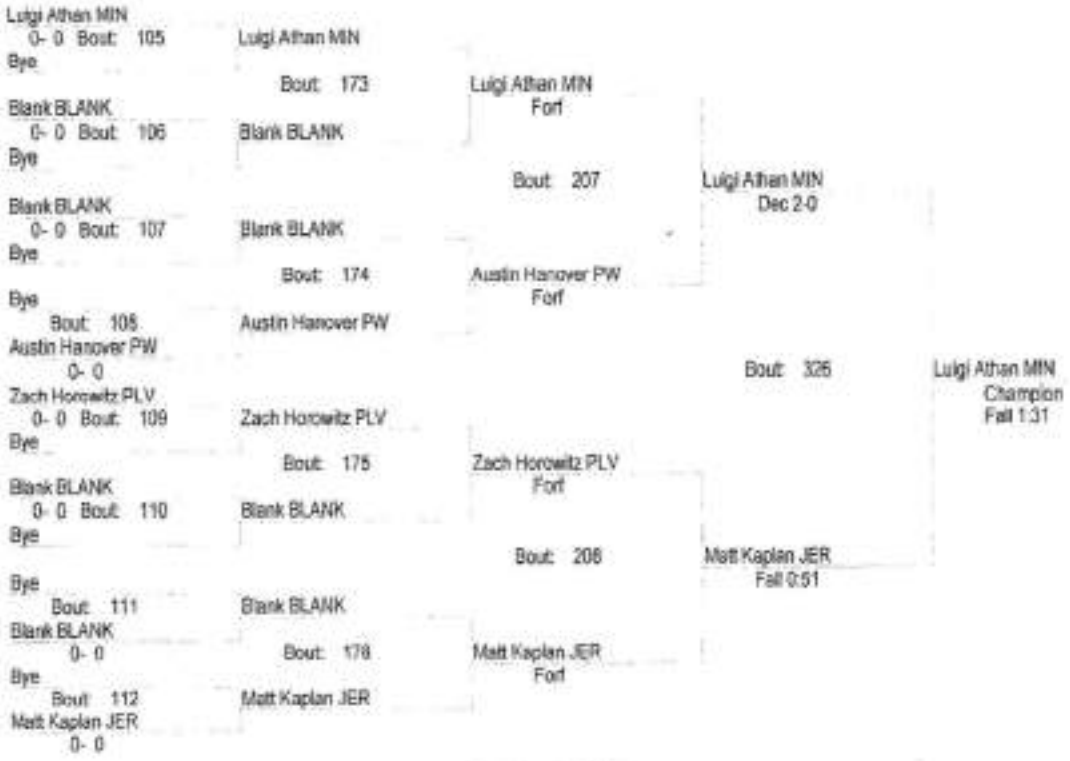 Luigi Athan MIN
0- 0 Bout: 105
Bye
Blank BLANK
0- 0 Bout: 106
Bye
Blank BLANK
0- 0 Bout: 107
Bye
Bye
Bout: 108
Austin Hanover PW
0- 0
Zach Horowitz PLV
0- 0 Bout: 109
Bye
Blank BLANK
0- 0 Bout: 110
Bye
Bye
Bout: 111
Blank BLANK
0- 0
Bye
Bout: 112
Matt Kaplan JER
0- 0
Luigi Athan MIN
Bout: 173
Blank BLANK
Blank BLANK
Bout: 174
Austin Hanover PW
Zach Horowitz PLV
Bout: 175
Blank BLANK
Blank BLANK
Bout: 176
Matt Kaplan JER
Luigi Athan MIN
Forf
Bout: 207
Austin Hanover PW
Forf
Zach Horowitz PLV
Forf
Bout: 208
Matt Kaplan JER
Forf
Luigi Athan MIN
Dec 2-0
Bout: 326
Matt Kaplan JER
Fall 0:51
Luigi Athan MIN
Champion
Fall 1:31